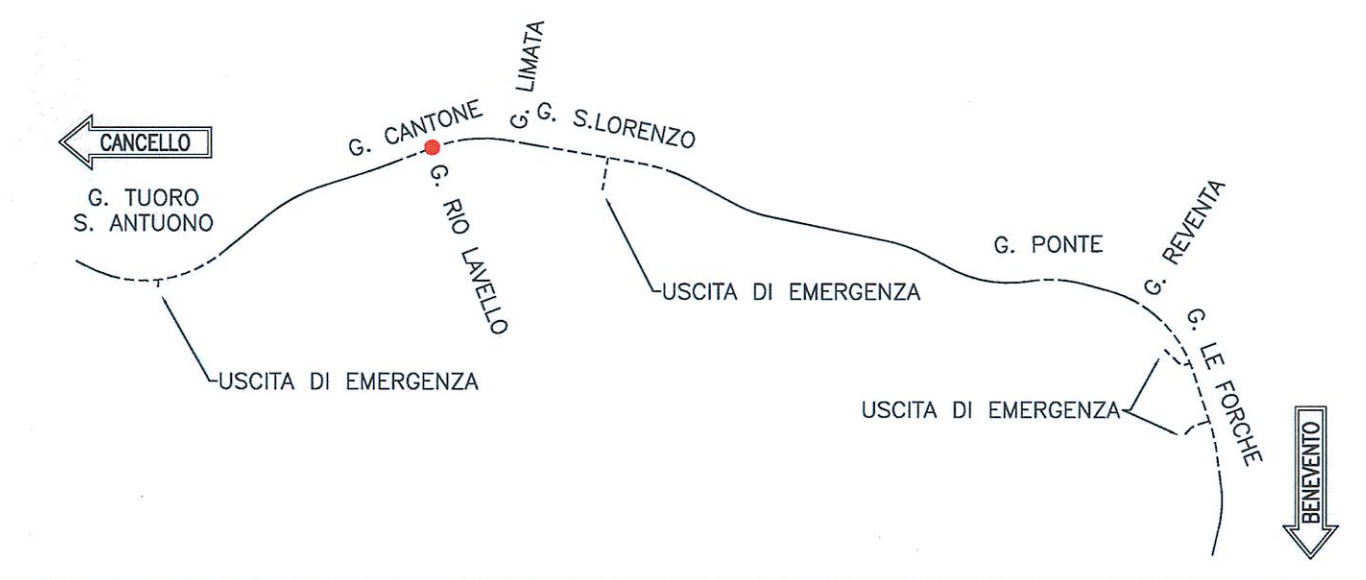 CANCELLO
G. TUORO
S. ANTUONO
G. CANTONE
G. RIO LAVELLO
G. LIMATA
G. S.LORENZO
USCITA DI EMERGENZA
USCITA DI EMERGENZA
G. PONTE
G. REVENTA
G. LE FORCHE
USCITA DI EMERGENZA
BENEVENTO